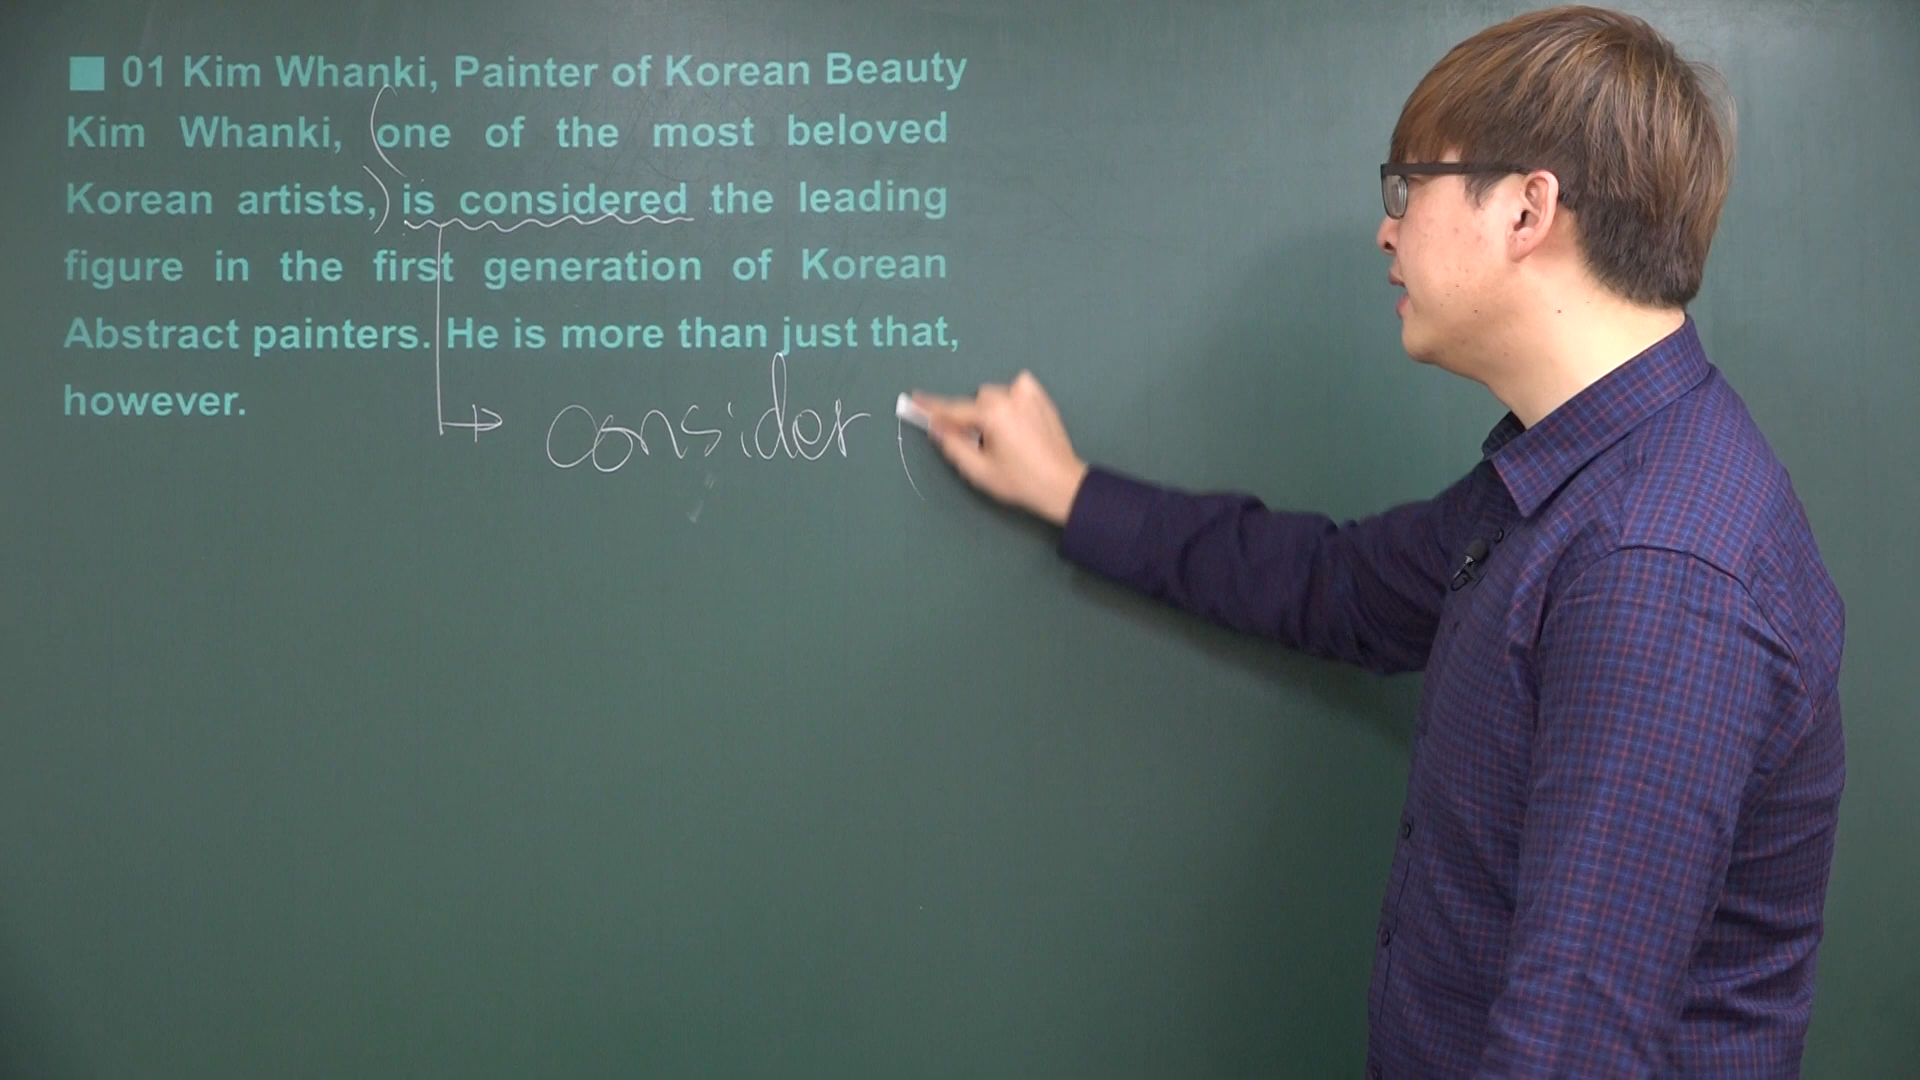 01 Kim Whanki, Painter of Korean Beauty
Kim Whanki, (one of the most beloved
Korean artists,) is considered the leading
figure in the first generation of Korean
Abstract painters. He is more than just that,
however.
→ consider (